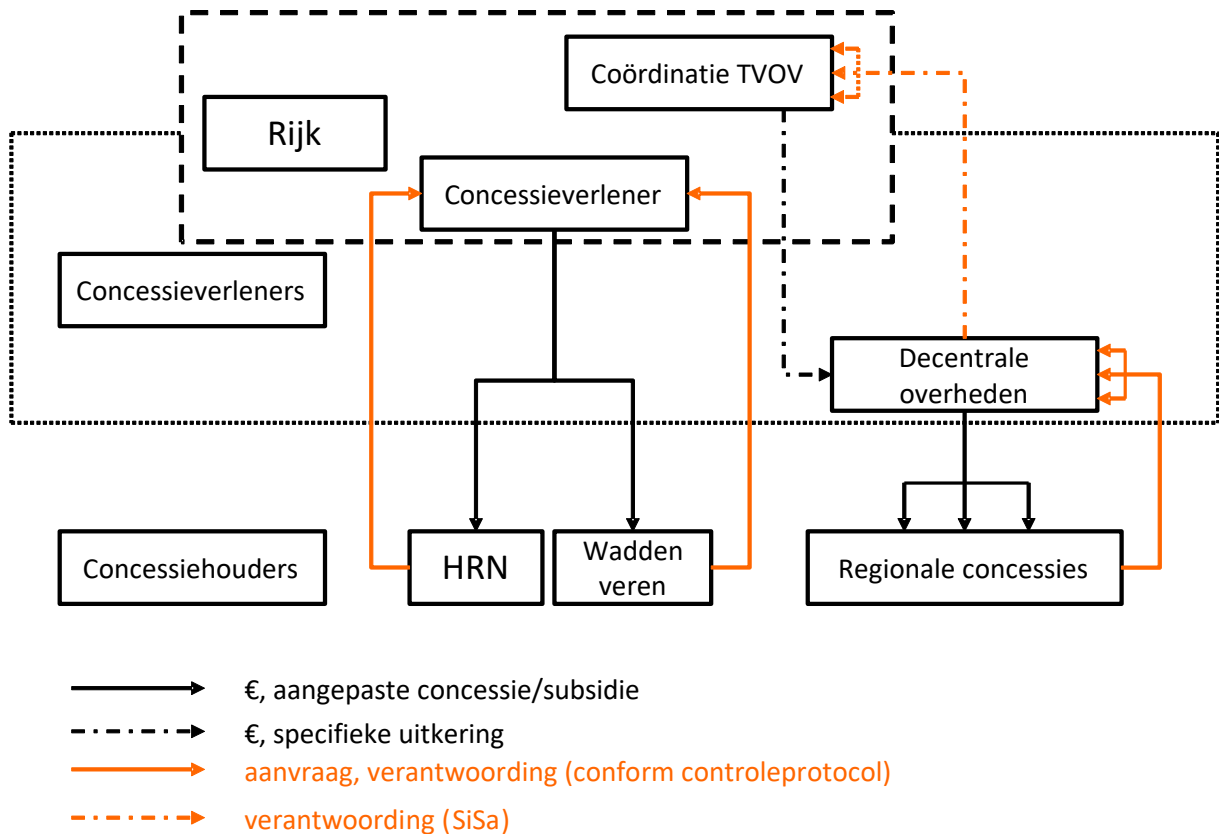 Coördinatie TVOV
Rijk
Concessieverlener
Concessieverleners
Decentrale
overheden
Concessiehouders
HRN
Wadden
veren
Regionale concessies
€, aangepaste concessie/subsidie
€, specifieke uitkering
aanvraag, verantwoording (conform controleprotocol)
verantwoording (SiSa)